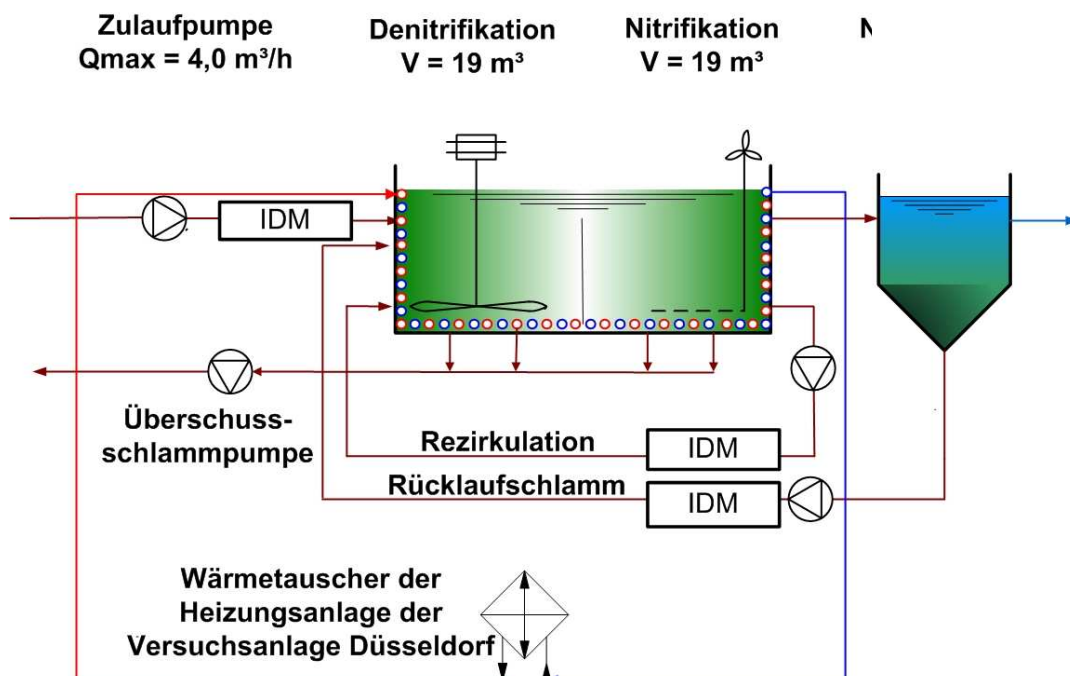 Zulaufpumpe
Qmax = 4,0 m³/h
Denitrifikation
V = 19 m³
Nitrifikation
V = 19 m³
IDM
Überschuss-
schlammpumpe
Rezirkulation
IDM
Rücklaufschlamm
IDM
Wärmetauscher der
Heizungsanlage der
Versuchsanlage Düsseldorf